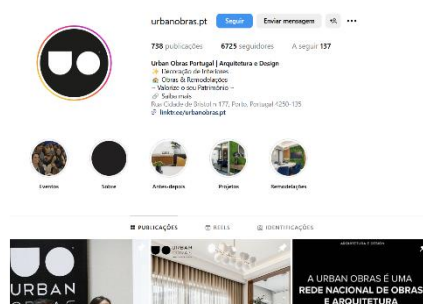 urbanobras.pt Seguir Enviar mensagem
738 publicações 6725 seguidores A seguir 137
Urban Obras Portugal | Arquitetura e Design
Decoração de Interiores
Obras & Remodelações
– Valorize o seu Património –
Saiba mais
Rua Cidade de Bristol n 177, Porto, Portugal 4250-135
linktr.ee/urbanobras.pt
Eventos Sobre Antes-depois Projetos Remodelações
PUBLICAÇÕES REELS IDENTIFICAÇÕES
URBAN
OBRAS
URBAN
OBRAS
ARQUITETURA E DESIGN
A URBAN OBRAS É UMA
REDE NACIONAL DE OBRAS
E ARQUITETURA